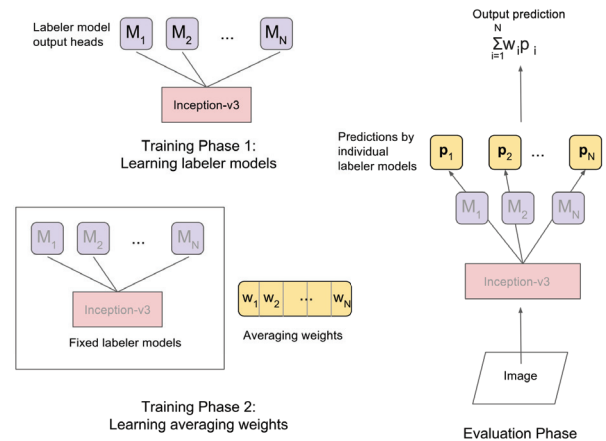 Labeler model
output heads
M1 M2 ... MN
Inception-v3
Training Phase 1:
Learning labeler models
M1 M2 ... MN
Inception-v3
Fixed labeler models
w1 w2 ... wN
Averaging weights
Training Phase 2:
Learning averaging weights
Output prediction
N
Σwipi
i=1
Predictions by
individual
labeler models
p1 p2 ... pN
M1 M2 MN
Inception-v3
Image
Evaluation Phase